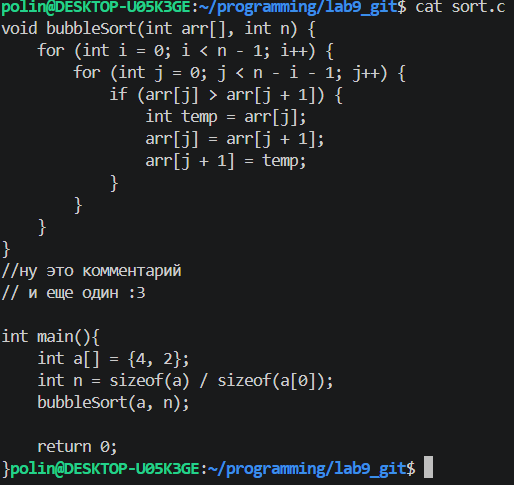 polin@DESKTOP-U05K3GE:~/programming/lab9_git$ cat sort.c
void bubbleSort(int arr[], int n) {
    for (int i = 0; i < n - 1; i++) {
        for (int j = 0; j < n - i - 1; j++) {
            if (arr[j] > arr[j + 1]) {
                int temp = arr[j];
                arr[j] = arr[j + 1];
                arr[j + 1] = temp;
            }
        }
    }
}
//ну это комментарий
// и еще один :3

int main(){
    int a[] = {4, 2};
    int n = sizeof(a) / sizeof(a[0]);
    bubbleSort(a, n);

    return 0;
}polin@DESKTOP-U05K3GE:~/programming/lab9_git$